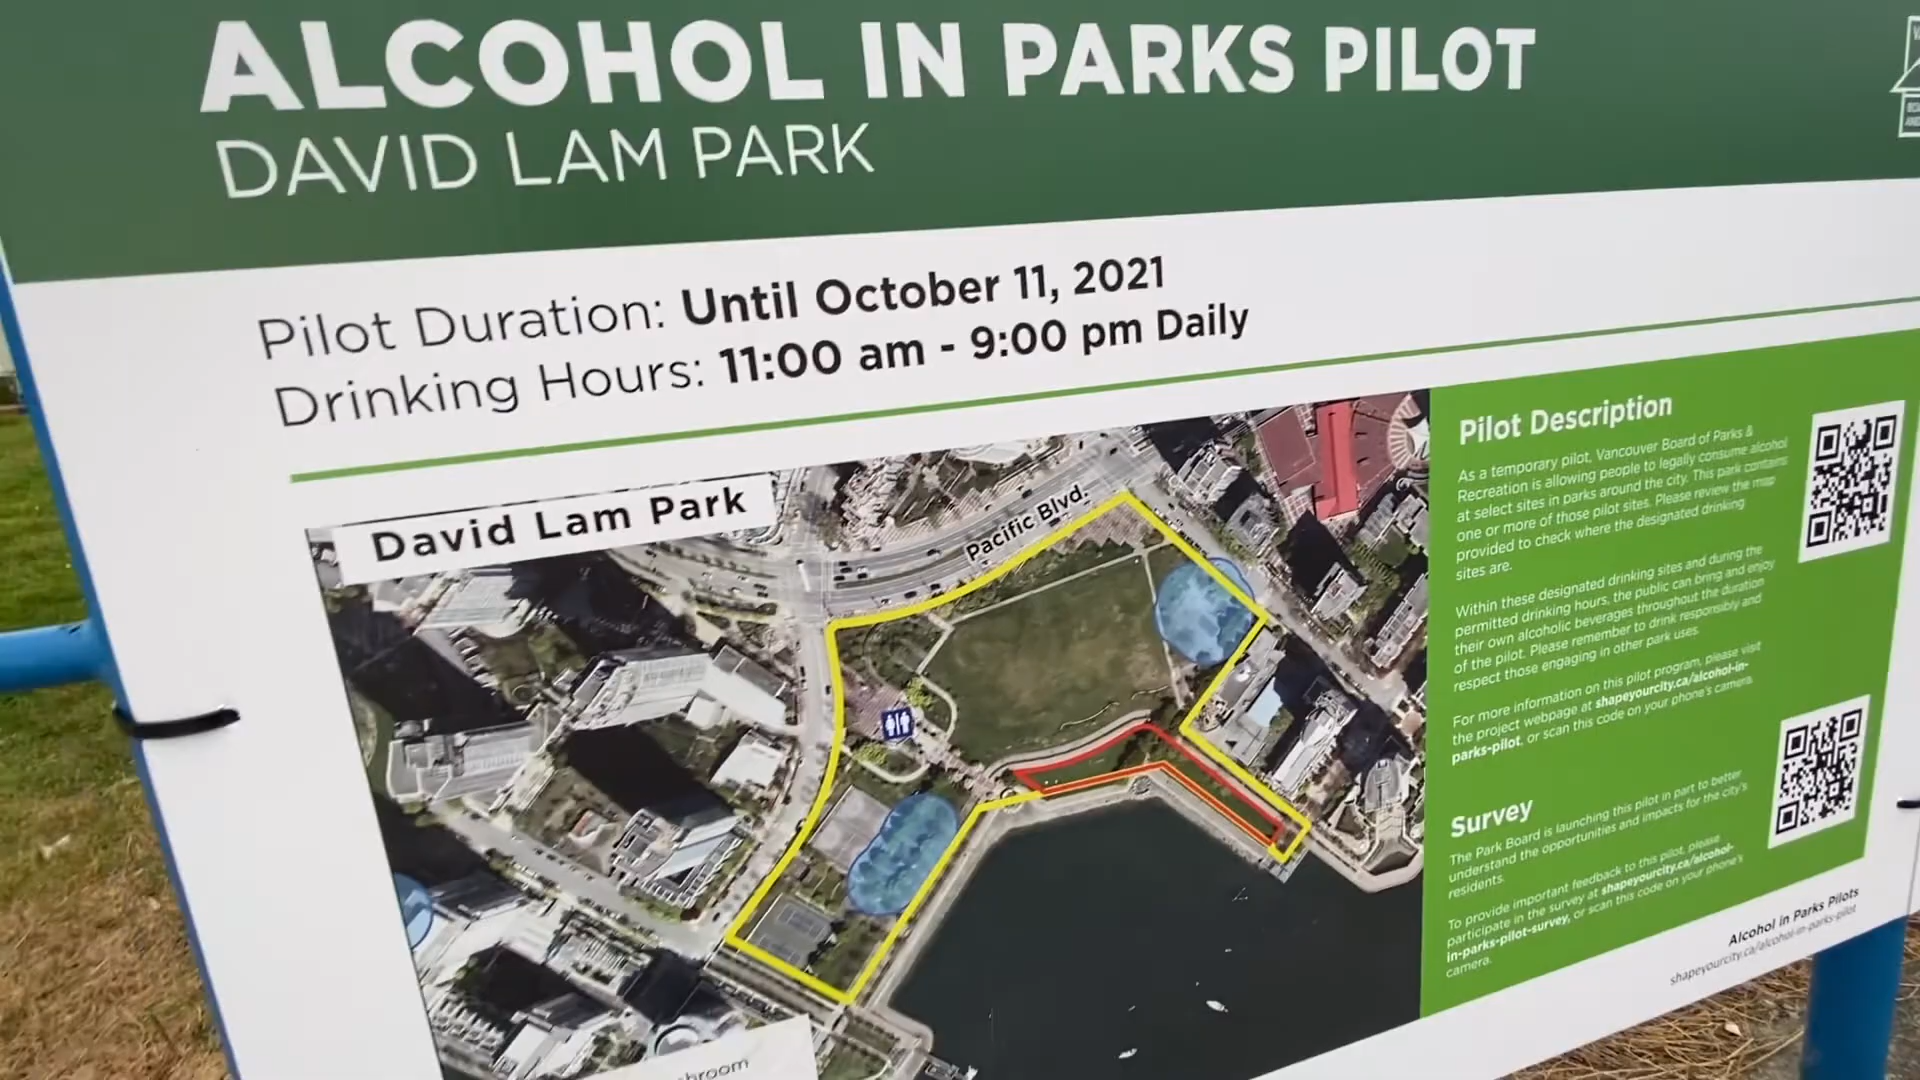 ALCOHOL IN PARKS PILOT
DAVID LAM PARK
Pilot Duration: Until October 11, 2021
Drinking Hours: 11:00 am - 9:00 pm Daily
David Lam Park
Pacific Blvd.
Pilot Description
As a temporary pilot, Vancouver Board of Parks &
Recreation is allowing people to legally consume alcohol
at select sites in parks around the city. This park contains
one or more of those pilot sites. Please review the map
provided to check where the designated drinking
sites are.
Within these designated drinking sites and during the
permitted drinking hours, the public can bring and enjoy
their own alcoholic beverages throughout the duration
of the pilot. Please remember to drink responsibly and
respect those engaging in other park uses.
For more information on this pilot program, please visit
the project webpage at shapeyourcity.ca/alcohol-in-
parks-pilot, or scan this code on your phone's camera.
Survey
The Park Board is launching this pilot in part to better
understand the opportunities and impacts for the city's
residents.
To provide important feedback to this pilot, please
participate in the survey at shapeyourcity.ca/alcohol-
in-parks-pilot-survey, or scan this code on your phone's
camera.
Alcohol in Parks Pilots
shapeyourcity.ca/alcohol-in-parks-pilot